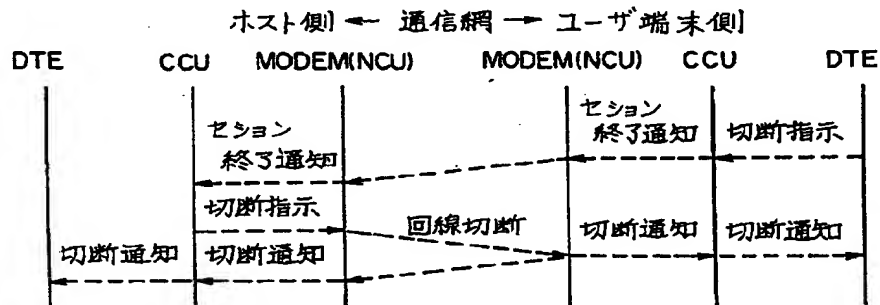 ホスト側 ← 通信網 → ユーザ端末側
DTE CCU MODEM(NCU) MODEM(NCU) CCU DTE
セション
終了通知
セション
終了通知
切断指示
切断指示
回線切断
切断通知
切断通知
切断通知
切断通知